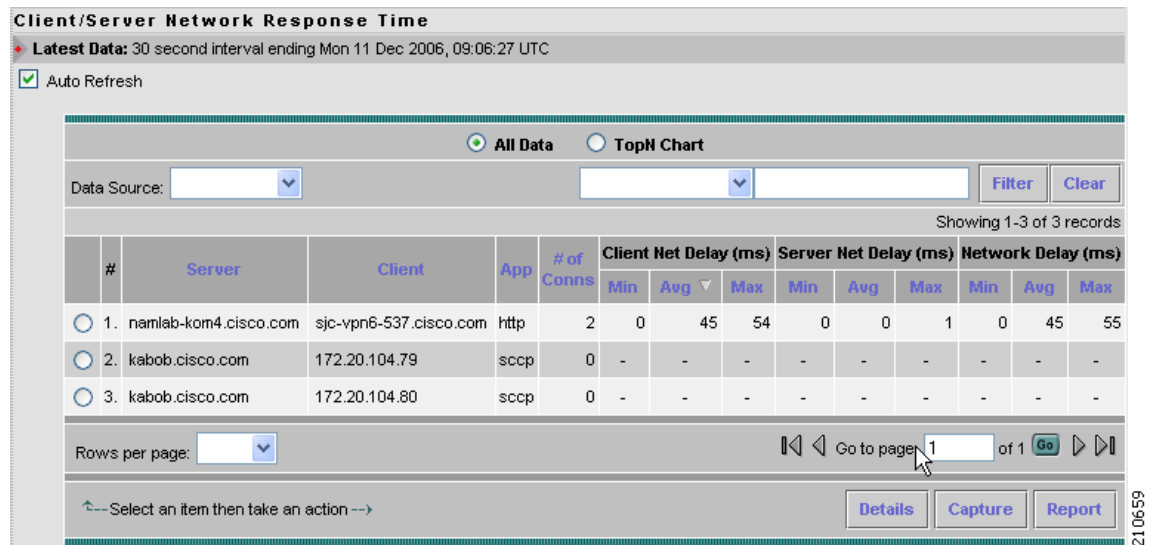 Client/Server Network Response Time
Latest Data: 30 second interval ending Mon 11 Dec 2006, 09:06:27 UTC
Auto Refresh
All Data TopN Chart
Data Source: Filter Clear
Showing 1-3 of 3 records
# Server Client App # of Conns Client Net Delay (ms) Server Net Delay (ms) Network Delay (ms)
Min Avg Max Min Avg Max Min Avg Max
1. namlab-kom4.cisco.com sjc-vpn6-537.cisco.com http 2 0 45 54 0 0 1 0 45 55
2. kabob.cisco.com 172.20.104.79 sccp 0 - - - - - - - - -
3. kabob.cisco.com 172.20.104.80 sccp 0 - - - - - - - - -
Rows per page: Go to page: 1 of 1 Go
Select an item then take an action --> Details Capture Report
210659